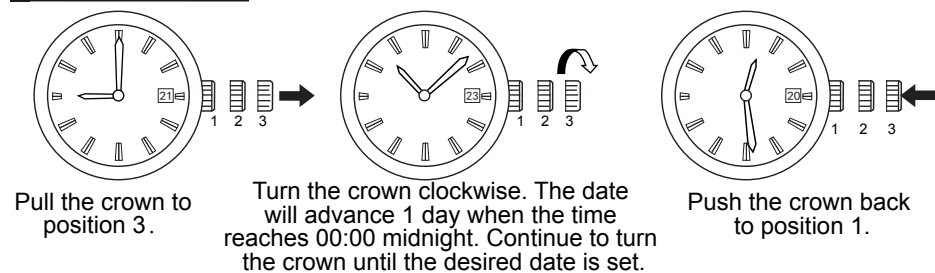 21
1 2 3
23
1 2 3
20
1 2 3
Pull the crown to
position 3.
Turn the crown clockwise. The date
will advance 1 day when the time
reaches 00:00 midnight. Continue to turn
the crown until the desired date is set.
Push the crown back
to position 1.